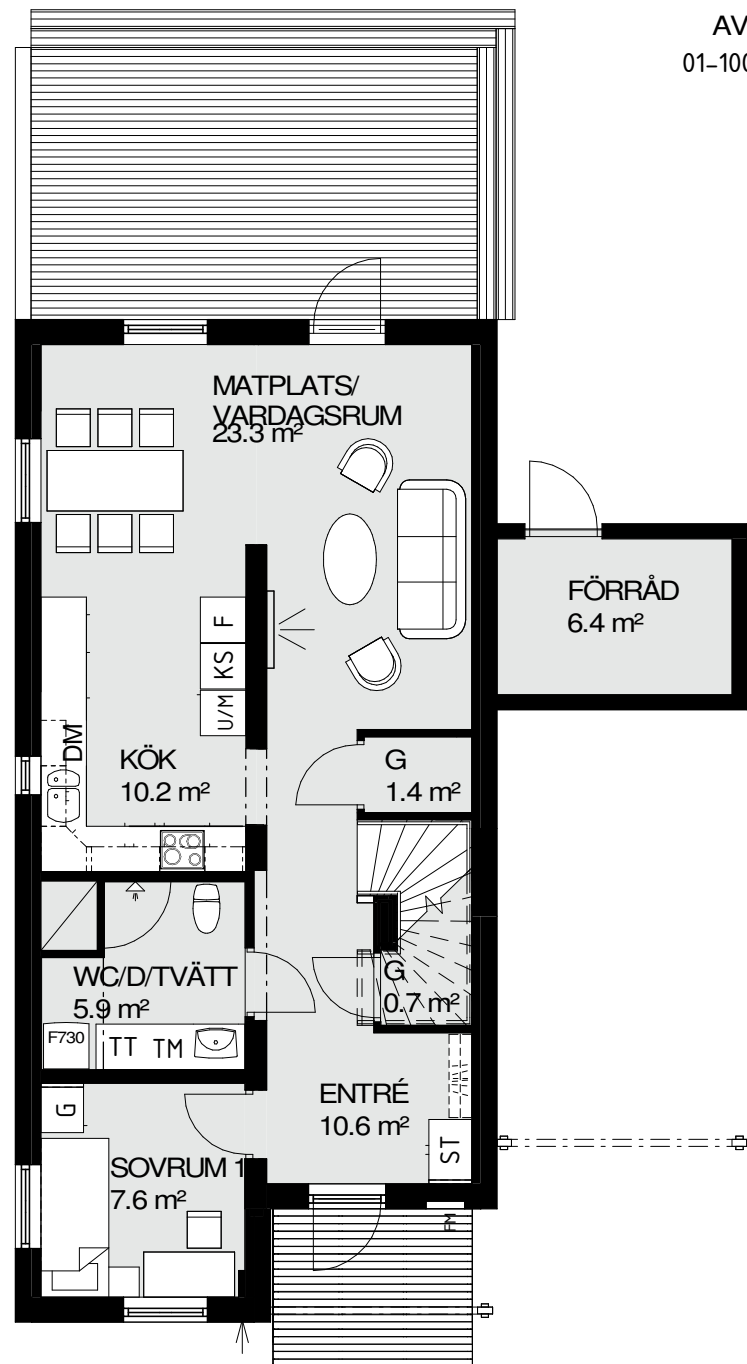 AV
01-100
MATPLATS/
VARDAGSRUM
23.3 m²
FÖRRÅD
6.4 m²
F
KS
U/M
DM
KÖK
10.2 m²
G
1.4 m²
WC/D/TVÄTT
5.9 m²
G
0.7 m²
F730
TT TM
ENTRÉ
10.6 m²
G
ST
SOVRUM 1
7.6 m²
FM